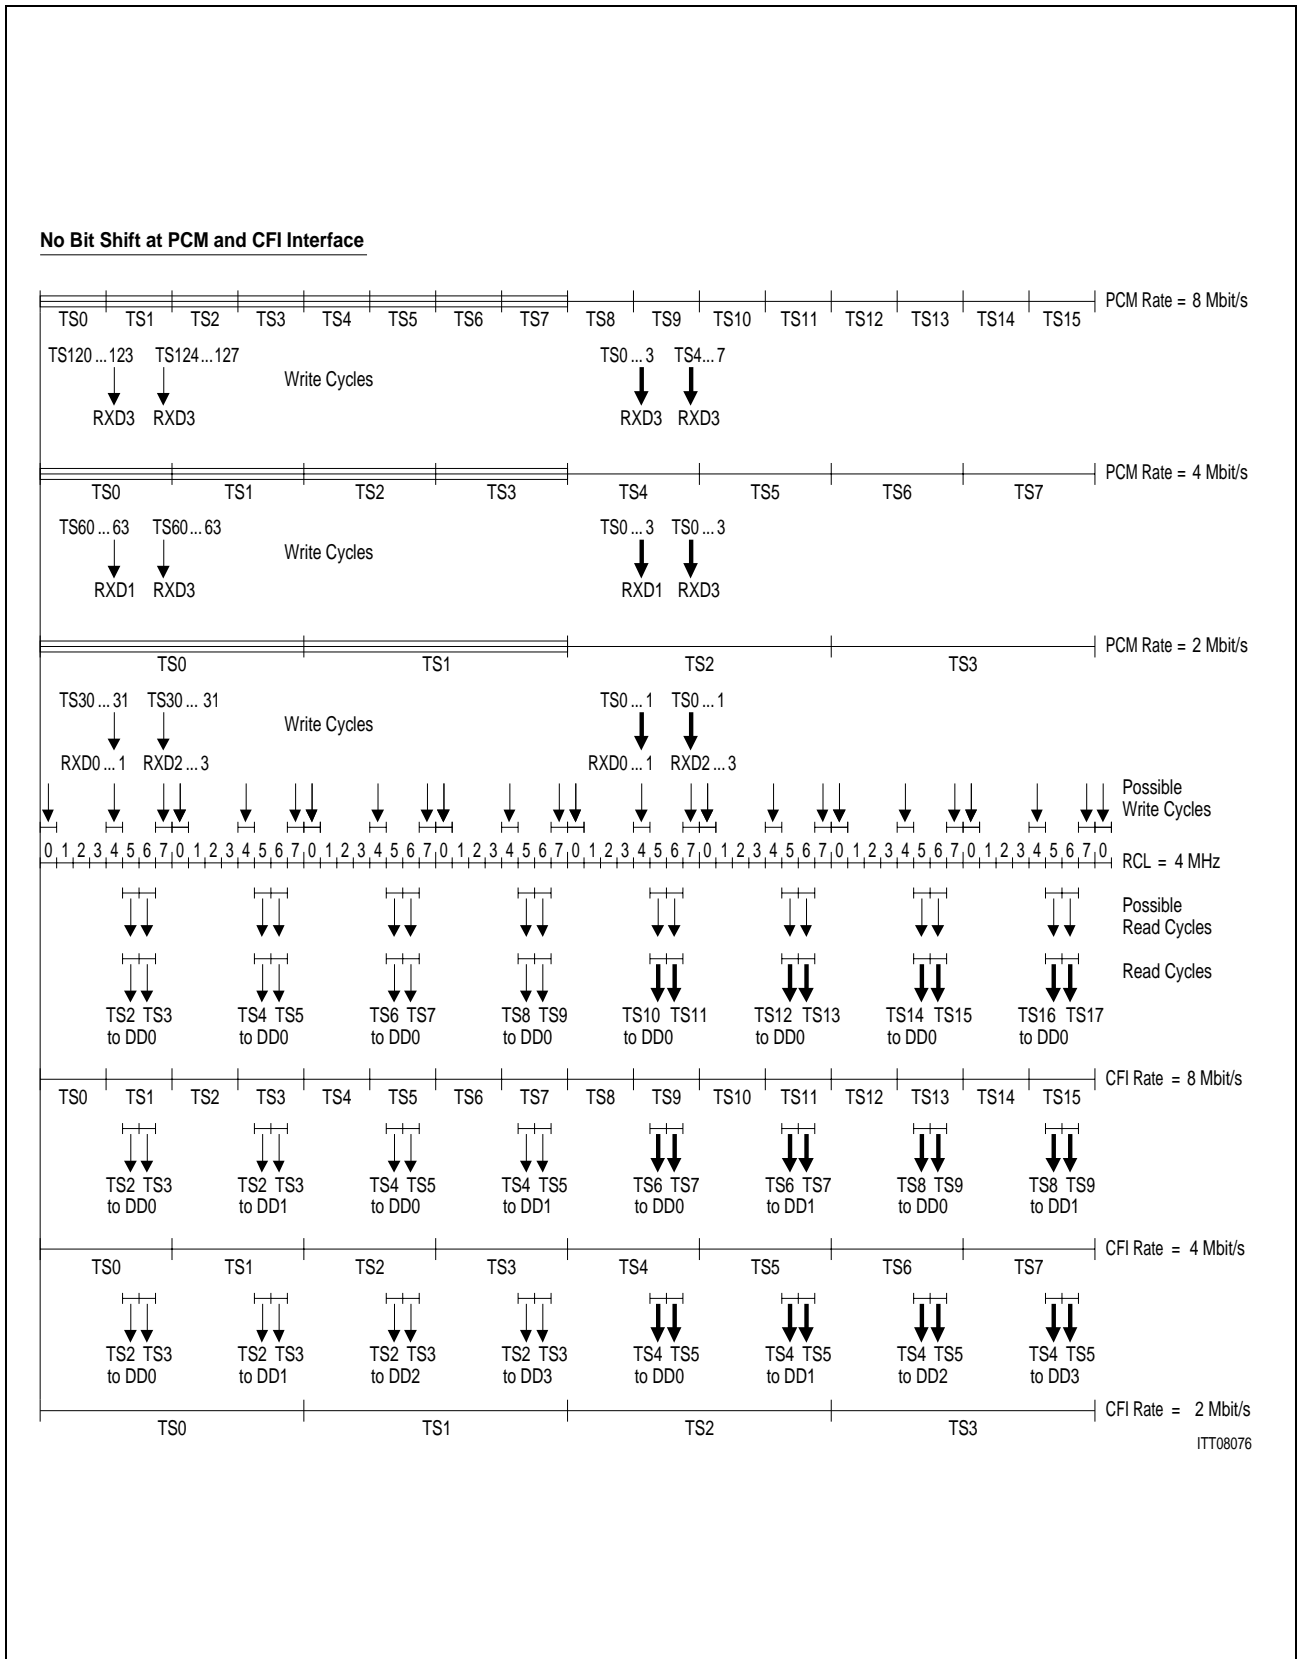 No Bit Shift at PCM and CFI Interface
PCM Rate = 8 Mbit/s
TS0 TS1 TS2 TS3 TS4 TS5 TS6 TS7 TS8 TS9 TS10 TS11 TS12 TS13 TS14 TS15
TS120 ... 123 TS124 ... 127 TS0 ... 3 TS4 ... 7
Write Cycles
RXD3 RXD3 RXD3 RXD3
PCM Rate = 4 Mbit/s
TS0 TS1 TS2 TS3 TS4 TS5 TS6 TS7
TS60 ... 63 TS60 ... 63 TS0 ... 3 TS0 ... 3
Write Cycles
RXD1 RXD3 RXD1 RXD3
PCM Rate = 2 Mbit/s
TS0 TS1 TS2 TS3
TS30 ... 31 TS30 ... 31 TS0 ... 1 TS0 ... 1
Write Cycles
RXD0 ... 1 RXD2 ... 3 RXD0 ... 1 RXD2 ... 3
Possible
Write Cycles
0 1 2 3 4 5 6 7 0 1 2 3 4 5 6 7 0 1 2 3 4 5 6 7 0 1 2 3 4 5 6 7 0 1 2 3 4 5 6 7 0 1 2 3 4 5 6 7 0 1 2 3 4 5 6 7 0 1 2 3 4 5 6 7 0 RCL = 4 MHz
Possible
Read Cycles
Read Cycles
TS2 TS3 TS4 TS5 TS6 TS7 TS8 TS9 TS10 TS11 TS12 TS13 TS14 TS15 TS16 TS17
to DD0 to DD0 to DD0 to DD0 to DD0 to DD0 to DD0 to DD0
CFI Rate = 8 Mbit/s
TS0 TS1 TS2 TS3 TS4 TS5 TS6 TS7 TS8 TS9 TS10 TS11 TS12 TS13 TS14 TS15
TS2 TS3 TS2 TS3 TS4 TS5 TS4 TS5 TS6 TS7 TS6 TS7 TS8 TS9 TS8 TS9
to DD0 to DD1 to DD0 to DD1 to DD0 to DD1 to DD0 to DD1
CFI Rate = 4 Mbit/s
TS0 TS1 TS2 TS3 TS4 TS5 TS6 TS7
TS2 TS3 TS2 TS3 TS2 TS3 TS2 TS3 TS4 TS5 TS4 TS5 TS4 TS5 TS4 TS5
to DD0 to DD1 to DD2 to DD3 to DD0 to DD1 to DD2 to DD3
CFI Rate = 2 Mbit/s
TS0 TS1 TS2 TS3
ITT08076